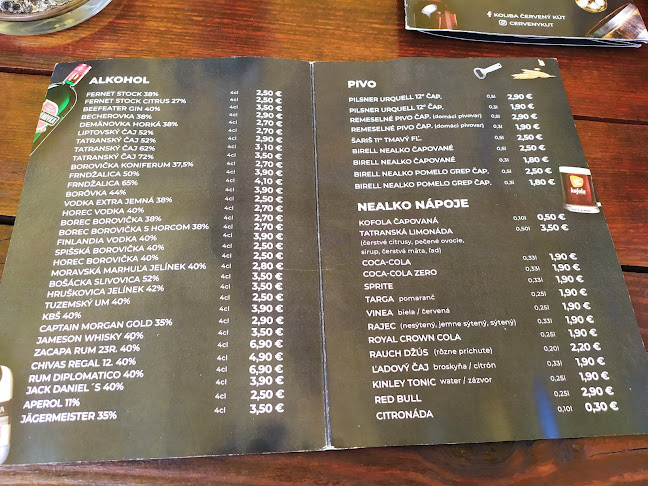 KOLIBA ČERVENÝ KÚT
CERVENYKUT
ALKOHOL
FERNET STOCK 38% 4cl 2,50 €
FERNET STOCK CITRUS 27% 2,50 €
BEEFEATER GIN 40% 4cl 3,50 €
BECHEROVKA 38% 4cl 2,70 €
DEMÄNOVKA HORKÁ 38% 4cl 2,50 €
LIPTOVSKÝ ČAJ 52% 4cl 2,70 €
TATRANSKÝ ČAJ 52% 4cl 2,70 €
TATRANSKÝ ČAJ 62% 4cl 3,10 €
TATRANSKÝ ČAJ 72% 4cl 3,50 €
BOROVIČKA KONIFERUM 37,5% 4cl 2,70 €
FRNDŽALICA 50% 4cl 3,90 €
FRNDŽALICA 65% 4cl 4,10 €
BORÔVKA 44% 4cl 3,90 €
VODKA EXTRA JEMNÁ 38% 4cl 2,50 €
HOREC VODKA 40% 4cl 2,70 €
BOREC BOROVIČKA 38% 4cl 2,70 €
BOREC BOROVIČKA S HORCOM 38% 4cl 2,70 €
FINLANDIA VODKA 40% 4cl 3,50 €
SPIŠSKÁ BOROVIČKA 40% 4cl 2,50 €
HOREC BOROVIČKA 40% 4cl 2,70 €
MORAVSKÁ MARHUĽA JELÍNEK 40% 4cl 2,80 €
BOŠÁCKA SLIVOVICA 52% 4cl 3,50 €
HRUŠKOVICA JELÍNEK 42% 4cl 3,50 €
TUZEMSKÝ UM 40% 4cl 2,50 €
KBŠ 40% 4cl 3,90 €
CAPTAIN MORGAN GOLD 35% 4cl 2,90 €
JAMESON WHISKY 40% 4cl 3,50 €
ZACAPA RUM 23R. 40% 4cl 6,90 €
CHIVAS REGAL 12. 40% 4cl 4,90 €
RUM DIPLOMATICO 40% 4cl 6,90 €
JACK DANIEL´S 40% 4cl 3,90 €
APEROL 11% 4cl 2,50 €
JÄGERMEISTER 35% 4cl 3,50 €
PIVO
PILSNER URQUELL 12° ČAP, 0,5l 2,90 €
PILSNER URQUELL 12° ČAP, 0,3l 1,90 €
REMESELNÉ PIVO ČAP. (domáci pivovar) 0,5l 2,90 €
REMESELNÉ PIVO ČAP. (domáci pivovar) 0,3l 1,90 €
ŠARIŠ 11° TMAVÝ FĽ. 0,5l 2,50 €
BIRELL NEALKO ČAPOVANÉ 0,5l 2,50 €
BIRELL NEALKO ČAPOVANÉ 0,3l 1,80 €
BIRELL NEALKO POMELO GREP ČAP. 0,5l 2,50 €
BIRELL NEALKO POMELO GREP ČAP. 0,3l 1,80 €
kofola
NEALKO NÁPOJE
KOFOLA ČAPOVANÁ 0,10l 0,50 €
TATRANSKÁ LIMONÁDA 0,50l 3,50 €
(čerstvé citrusy, pečené ovocie,
sirup, čerstvá mäta, ľad)
COCA-COLA 0,33l 1,90 €
COCA-COLA ZERO 0,33l 1,90 €
SPRITE 0,33l 1,90 €
TARGA pomaranč 0,25l 1,90 €
VINEA biela / červená 0,25l 1,90 €
RAJEC (nesýtený, jemne sýtený, sýtený) 0,33l 1,90 €
ROYAL CROWN COLA 0,25l 1,90 €
RAUCH DŽÚS (rôzne príchute) 0,20l 2,20 €
ĽADOVÝ ČAJ broskyňa / citrón 0,33l 1,90 €
KINLEY TONIC water / zázvor 0,25l 1,90 €
RED BULL 0,25l 2,90 €
CITRONÁDA 0,10l 0,30 €